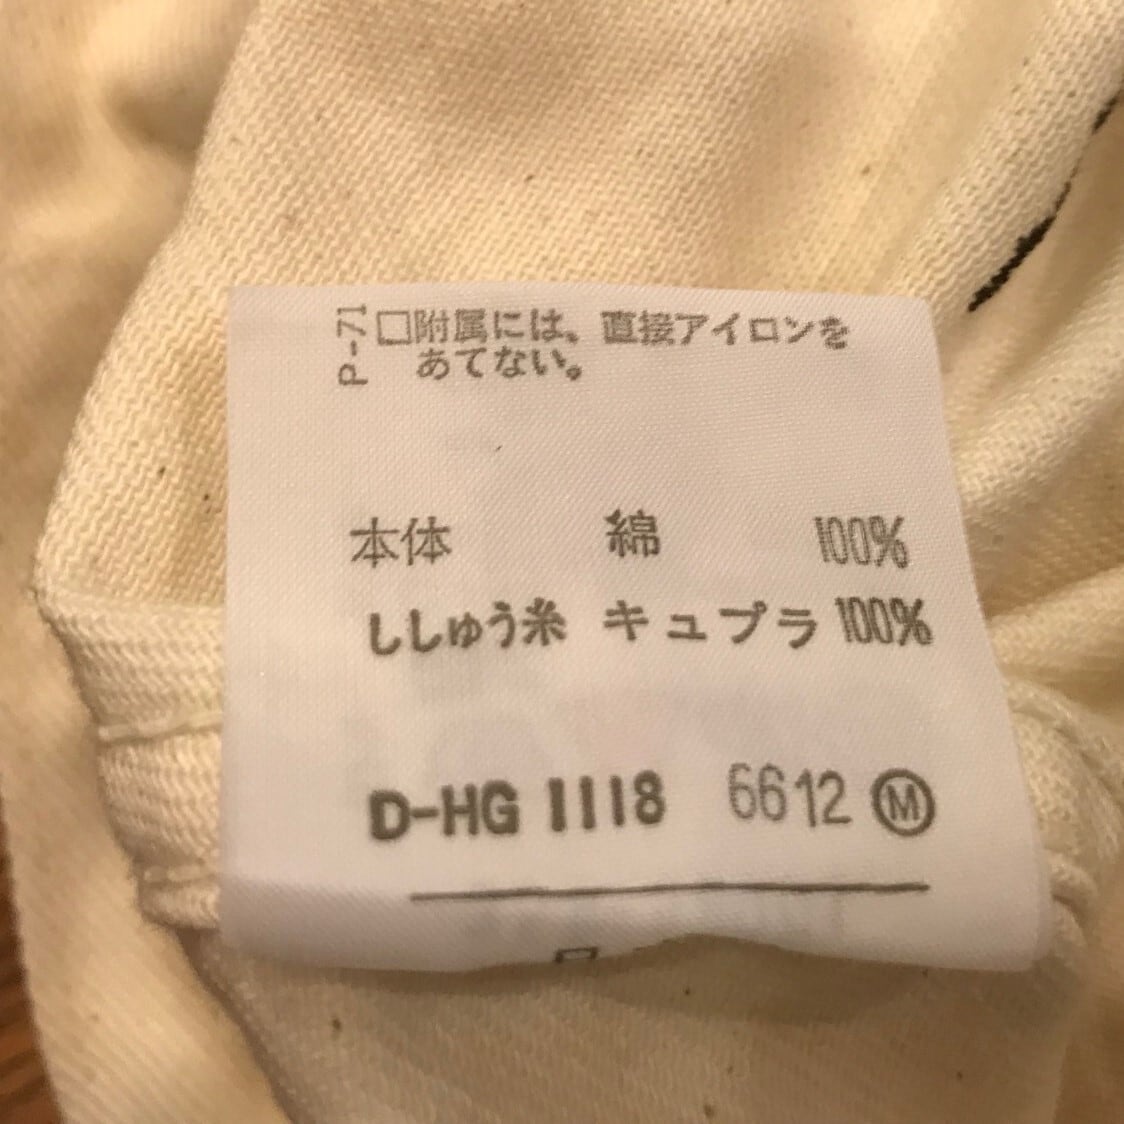 P-71
□附属には、直接アイロンを
あてない。
本体 綿 100%
ししゅう糸 キュプラ 100%
D-HG 1118 6612 Ⓜ